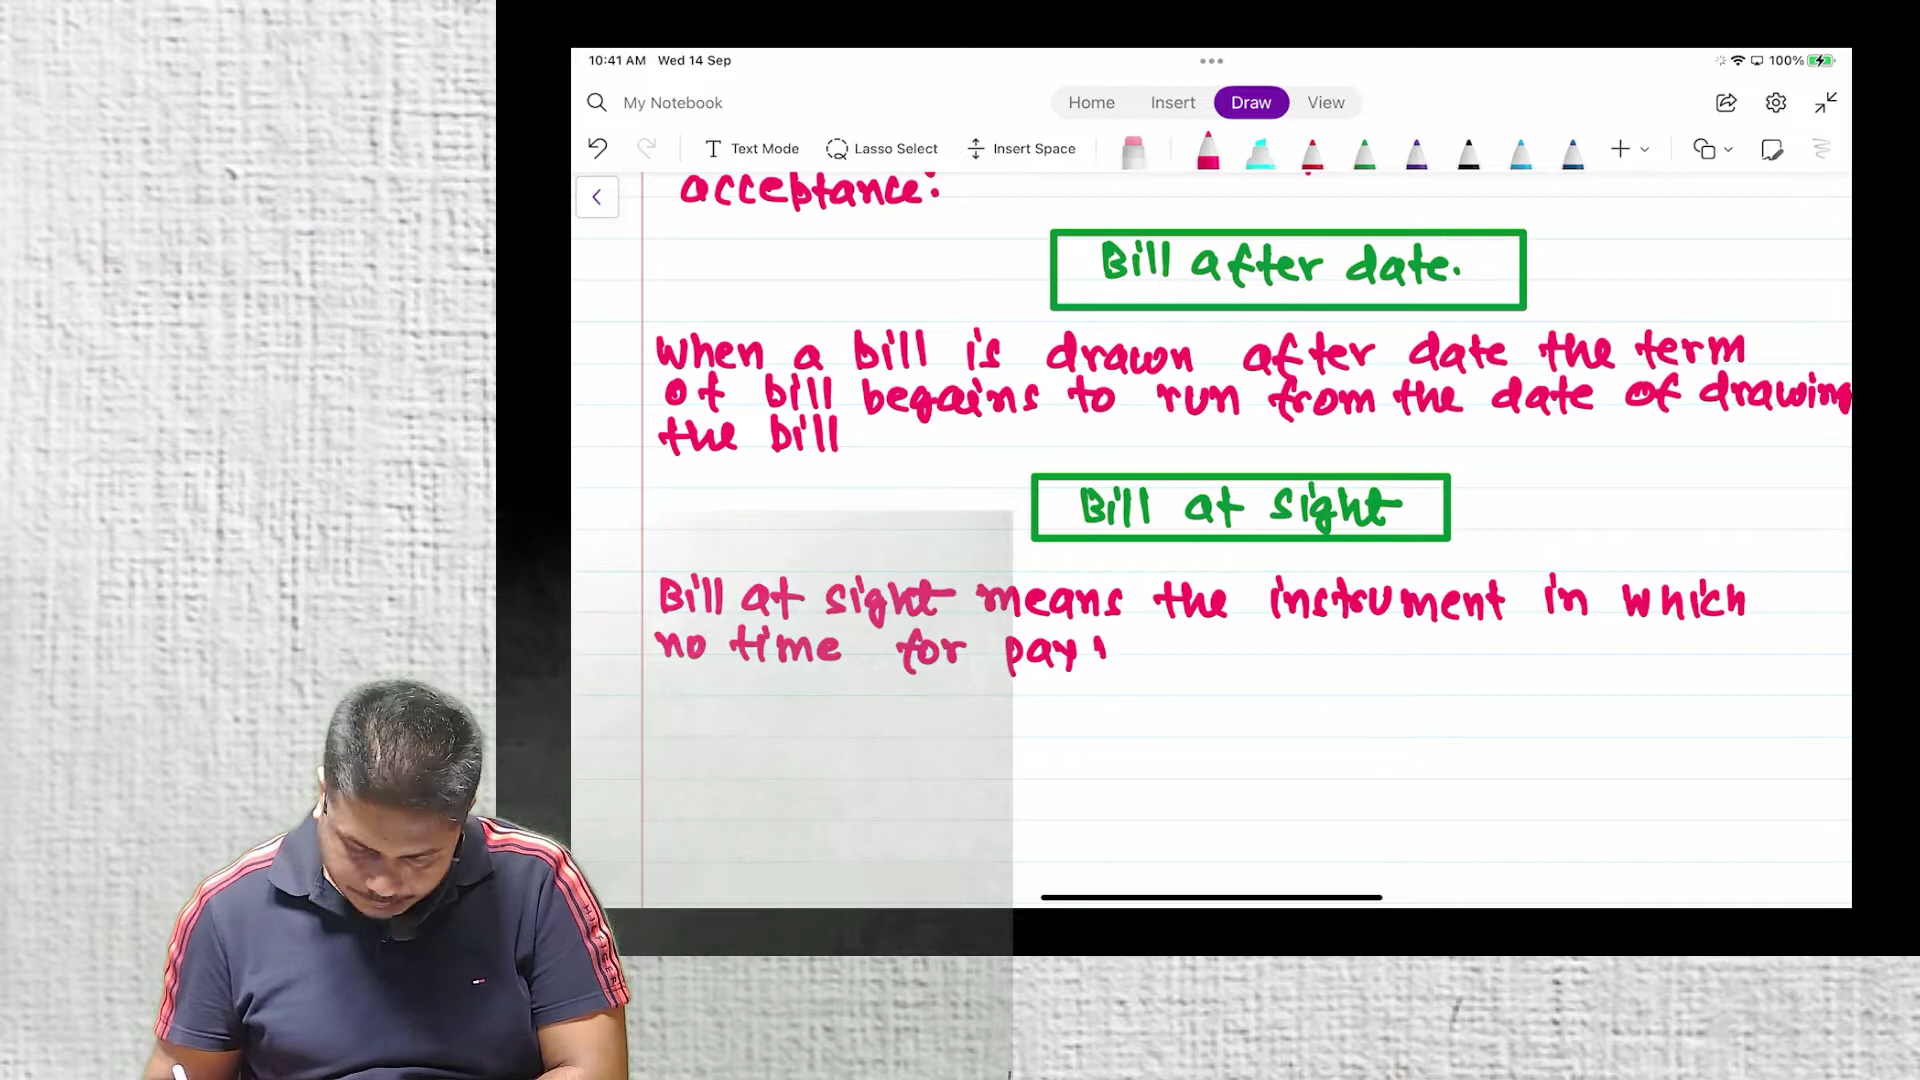 10:41 AM Wed 14 Sep
100%
My Notebook
Home Insert Draw View
Text Mode Lasso Select Insert Space
acceptance:
Bill after date.
When a bill is drawn after date the term
of bill begains to run from the date of drawing
the bill
Bill at sight
Bill at sight means the instrument in which
no time for pay